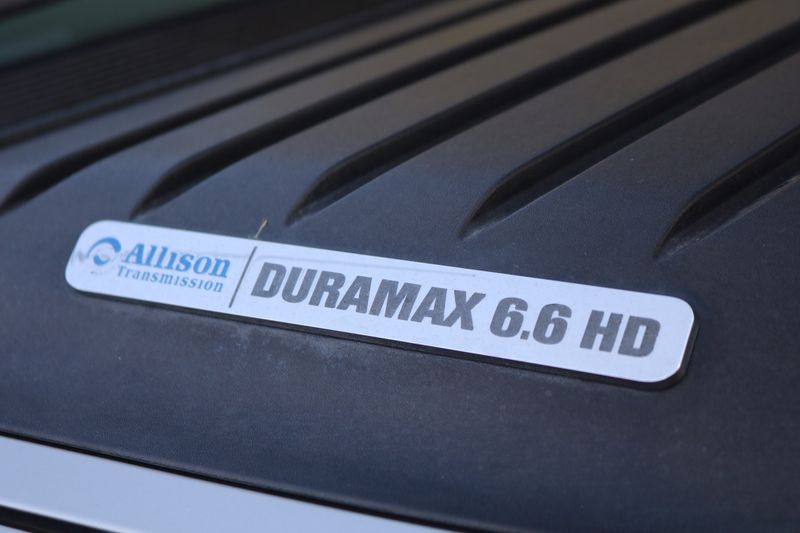 Allison
Transmission
DURAMAX 6.6 HD